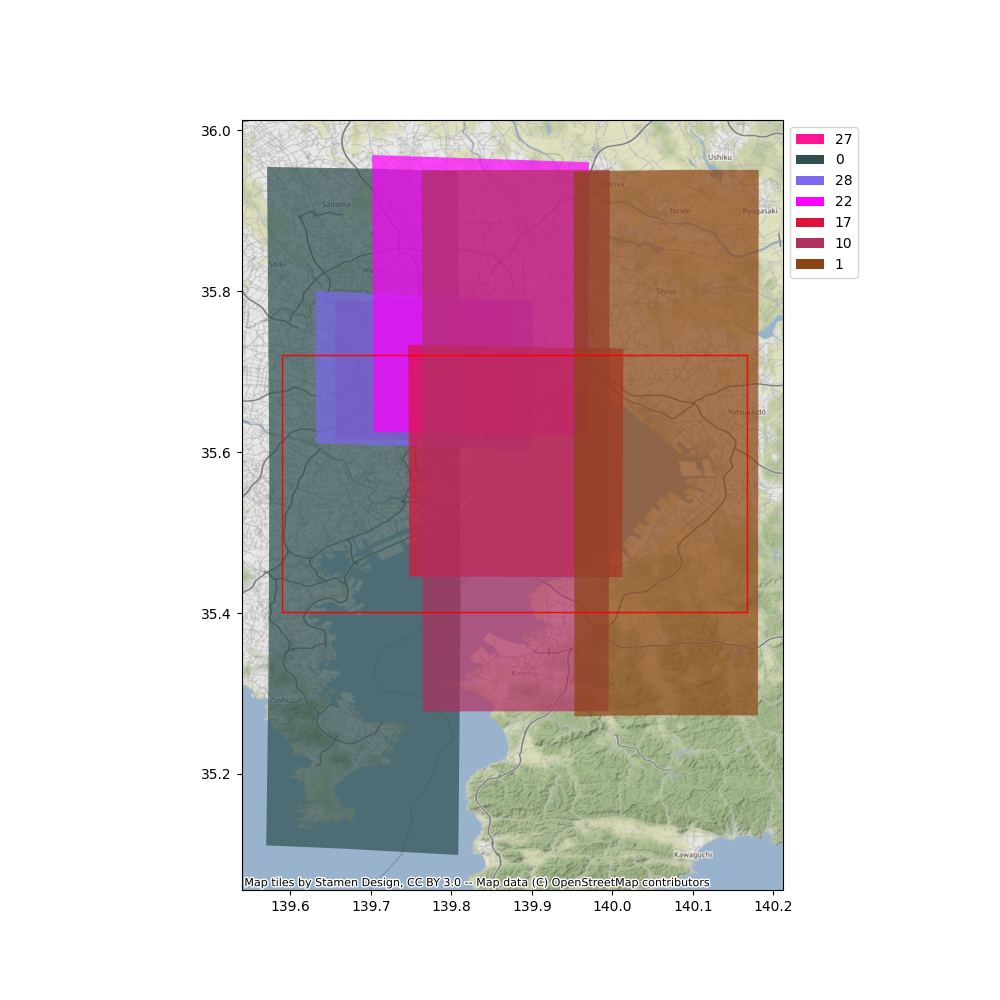 36.0
35.8
35.6
35.4
35.2
139.6 139.7 139.8 139.9 140.0 140.1 140.2
27
0
28
22
17
10
1
Ushiku
Toride
Ryugasaki
Saitama
Shiki
Shiroi
Yotsukaidō
Kimitsu
Zushi
Kawaguchi
Map tiles by Stamen Design, CC BY 3.0 -- Map data (C) OpenStreetMap contributors